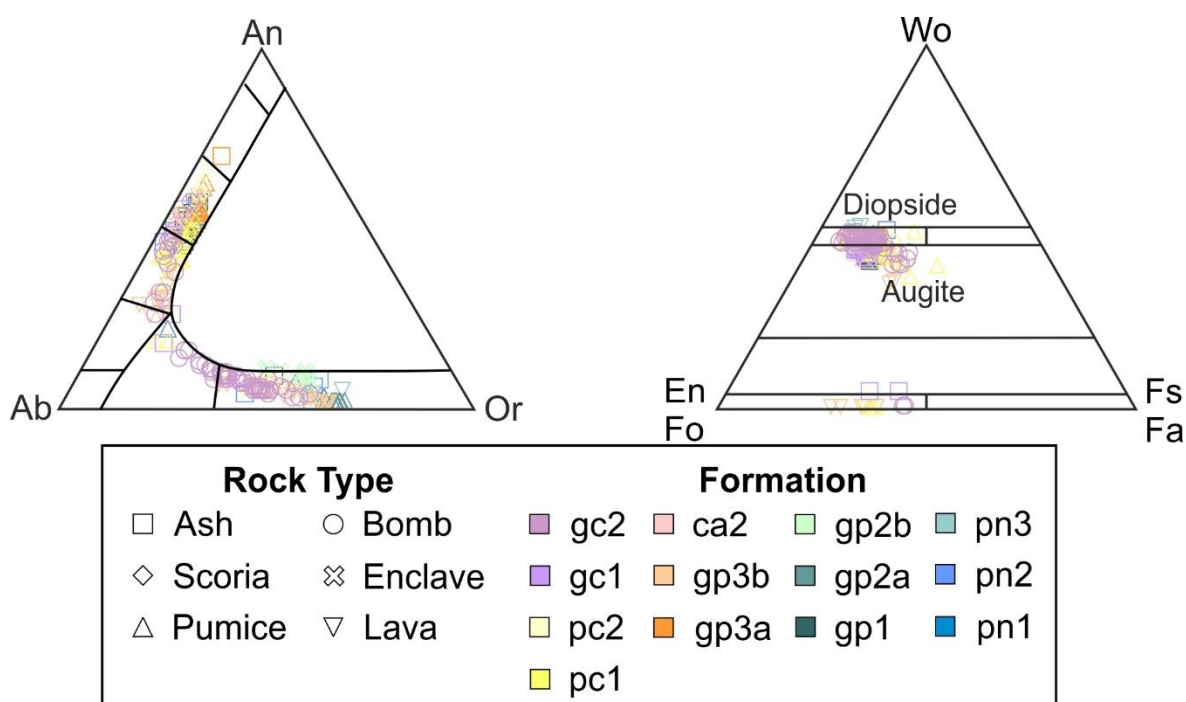 An
Ab
Or
Wo
Diopside
Augite
En
Fs
Fo
Fa
Rock Type
Formation
Ash
Bomb
gc2
ca2
gp2b
pn3
Scoria
Enclave
gc1
gp3b
gp2a
pn2
Pumice
Lava
pc2
gp3a
gp1
pn1
pc1